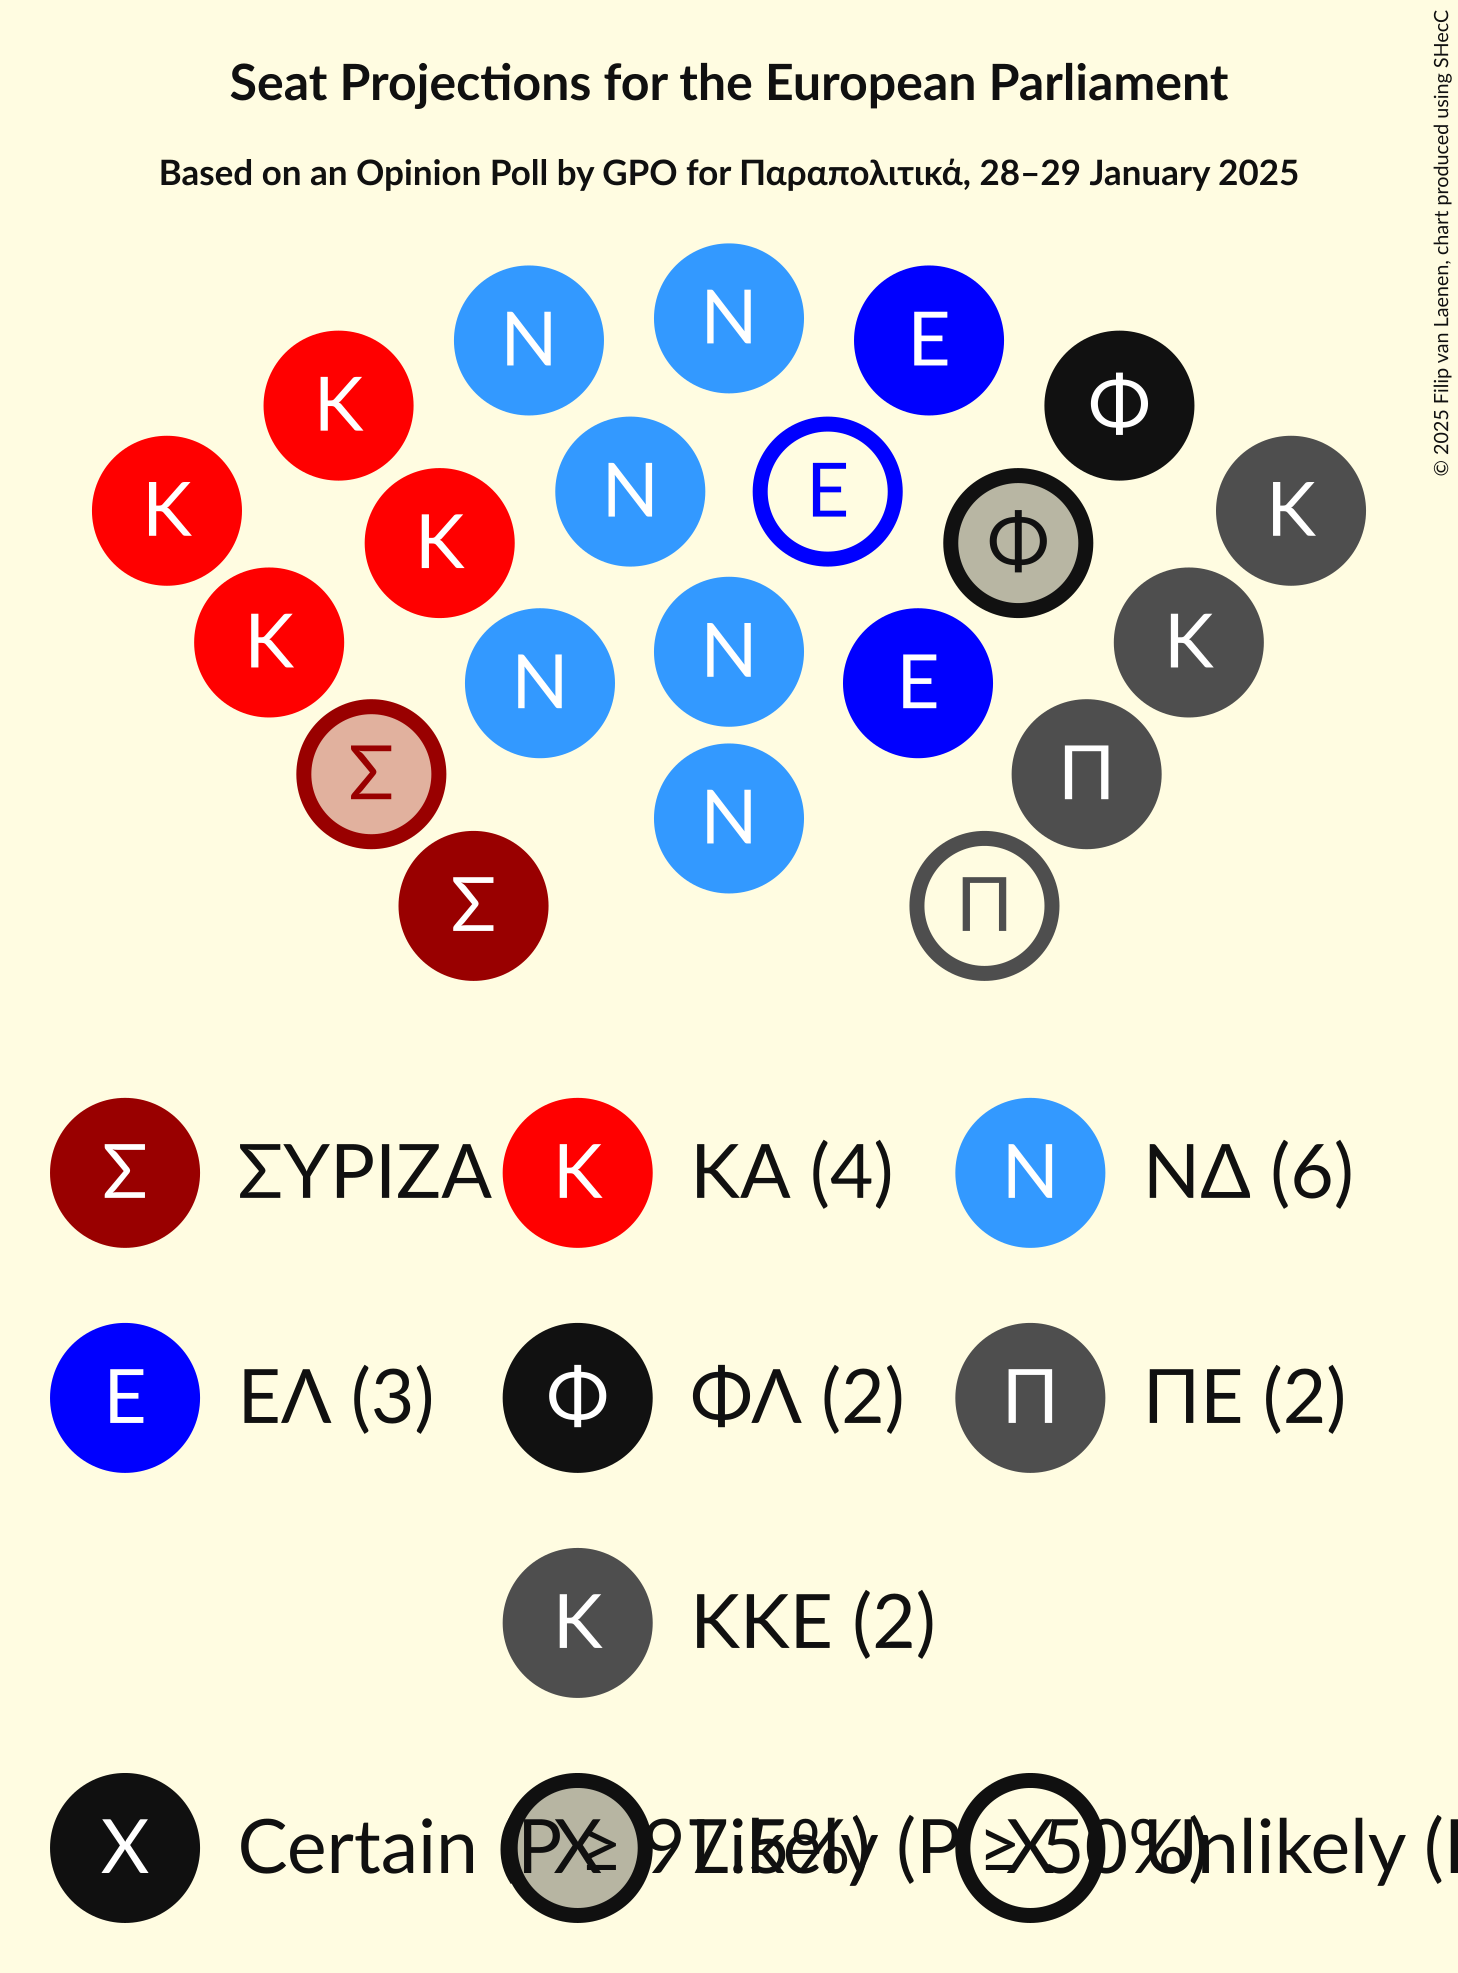 Seat Projections for the European Parliament
Based on an Opinion Poll by GPO for Παραπολιτικά, 28–29 January 2025
© 2025 Filip van Laenen, chart produced using SHecC
Ν
Ν Ε
Κ Φ
Ν Ε
Κ Κ
Κ Φ
Κ Ν Κ
Ν Ε
Σ Π
Ν
Σ Π
Σ ΣΥΡΙΖΑ Κ ΚΑ (4) Ν ΝΔ (6)
Ε ΕΛ (3) Φ ΦΛ (2) Π ΠΕ (2)
Κ ΚΚΕ (2)
X Certain (P ≥ 97.5%) X Likely (P ≥ 50%) X Unlikely (